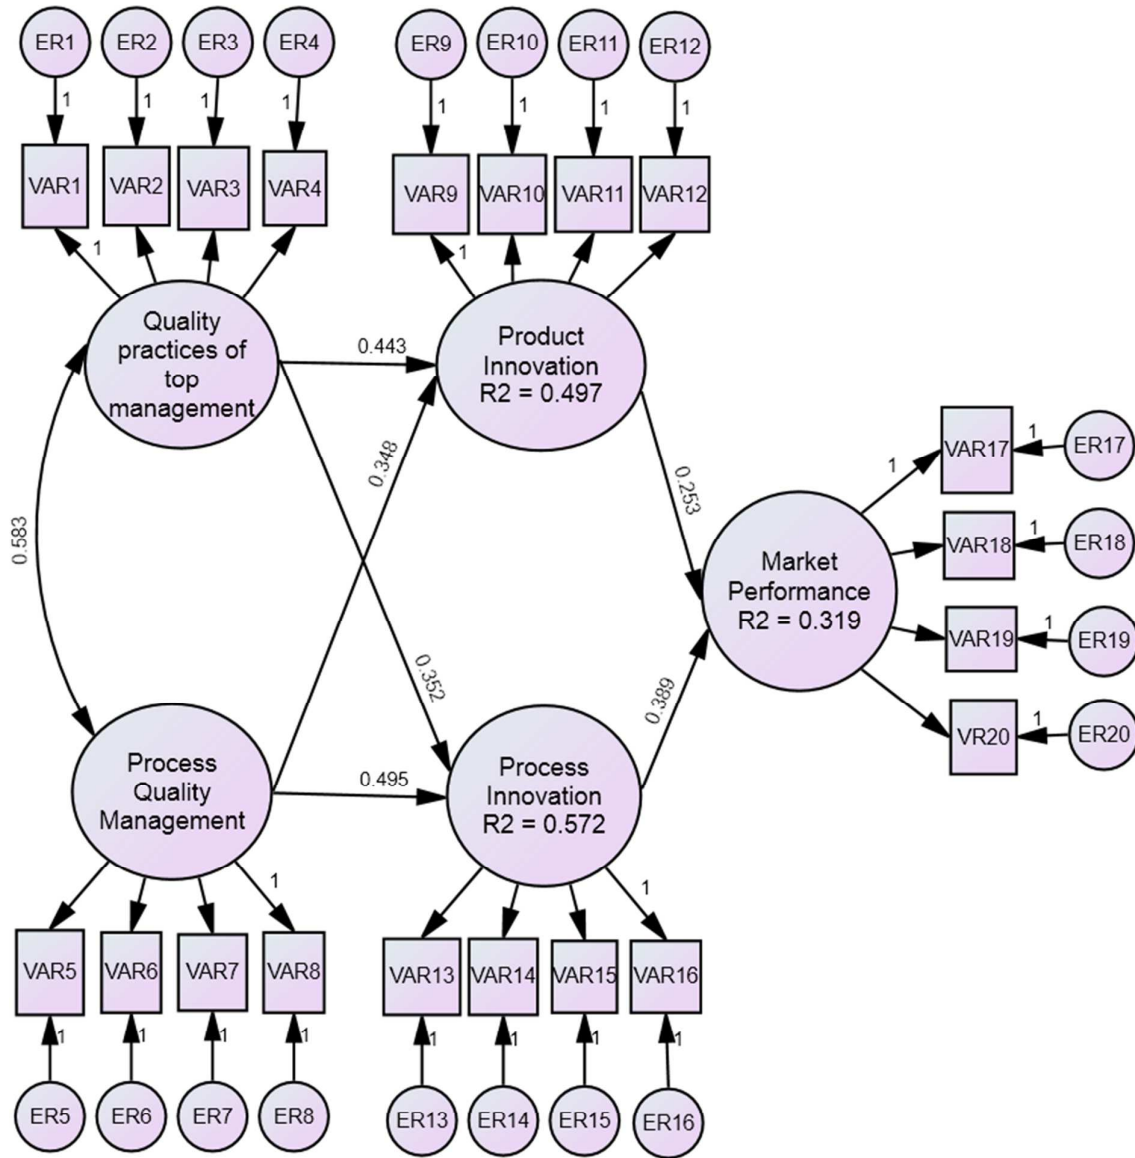 ER1
ER2
ER3
ER4
ER9
ER10
ER11
ER12
1
1
1
1
1
1
1
1
VAR1
VAR2
VAR3
VAR4
VAR9
VAR10
VAR11
VAR12
1
1
Quality
practices of
top
management
0.443
Product
Innovation
R2 = 0.497
0.348
0.583
0.253
1
VAR17
1
ER17
VAR18
1
ER18
Market
Performance
R2 = 0.319
VAR19
1
ER19
0.352
0.389
VR20
1
ER20
Process
Quality
Management
0.495
Process
Innovation
R2 = 0.572
1
1
VAR5
VAR6
VAR7
VAR8
VAR13
VAR14
VAR15
VAR16
1
1
1
1
1
1
1
1
ER5
ER6
ER7
ER8
ER13
ER14
ER15
ER16